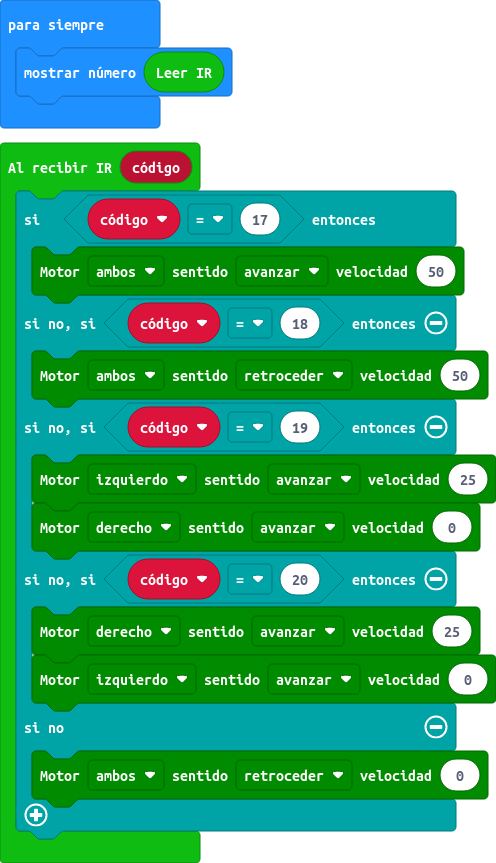 para siempre
mostrar número Leer IR
Al recibir IR código
si código = 17 entonces
Motor ambos sentido avanzar velocidad 50
si no, si código = 18 entonces
Motor ambos sentido retroceder velocidad 50
si no, si código = 19 entonces
Motor izquierdo sentido avanzar velocidad 25
Motor derecho sentido avanzar velocidad 0
si no, si código = 20 entonces
Motor derecho sentido avanzar velocidad 25
Motor izquierdo sentido avanzar velocidad 0
si no
Motor ambos sentido retroceder velocidad 0